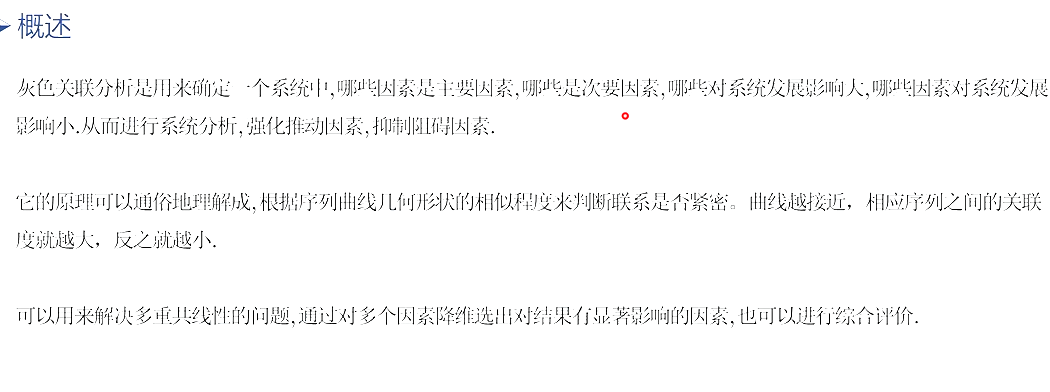 概述
灰色关联分析是用来确定一个系统中,哪些因素是主要因素,哪些是次要因素,哪些对系统发展影响大,哪些因素对系统发展
影响小.从而进行系统分析,强化推动因素,抑制阻碍因素.
它的原理可以通俗地理解成,根据序列曲线几何形状的相似程度来判断联系是否紧密。曲线越接近，相应序列之间的关联
度就越大，反之就越小.
可以用来解决多重共线性的问题,通过对多个因素降维选出对结果有显著影响的因素,也可以进行综合评价.